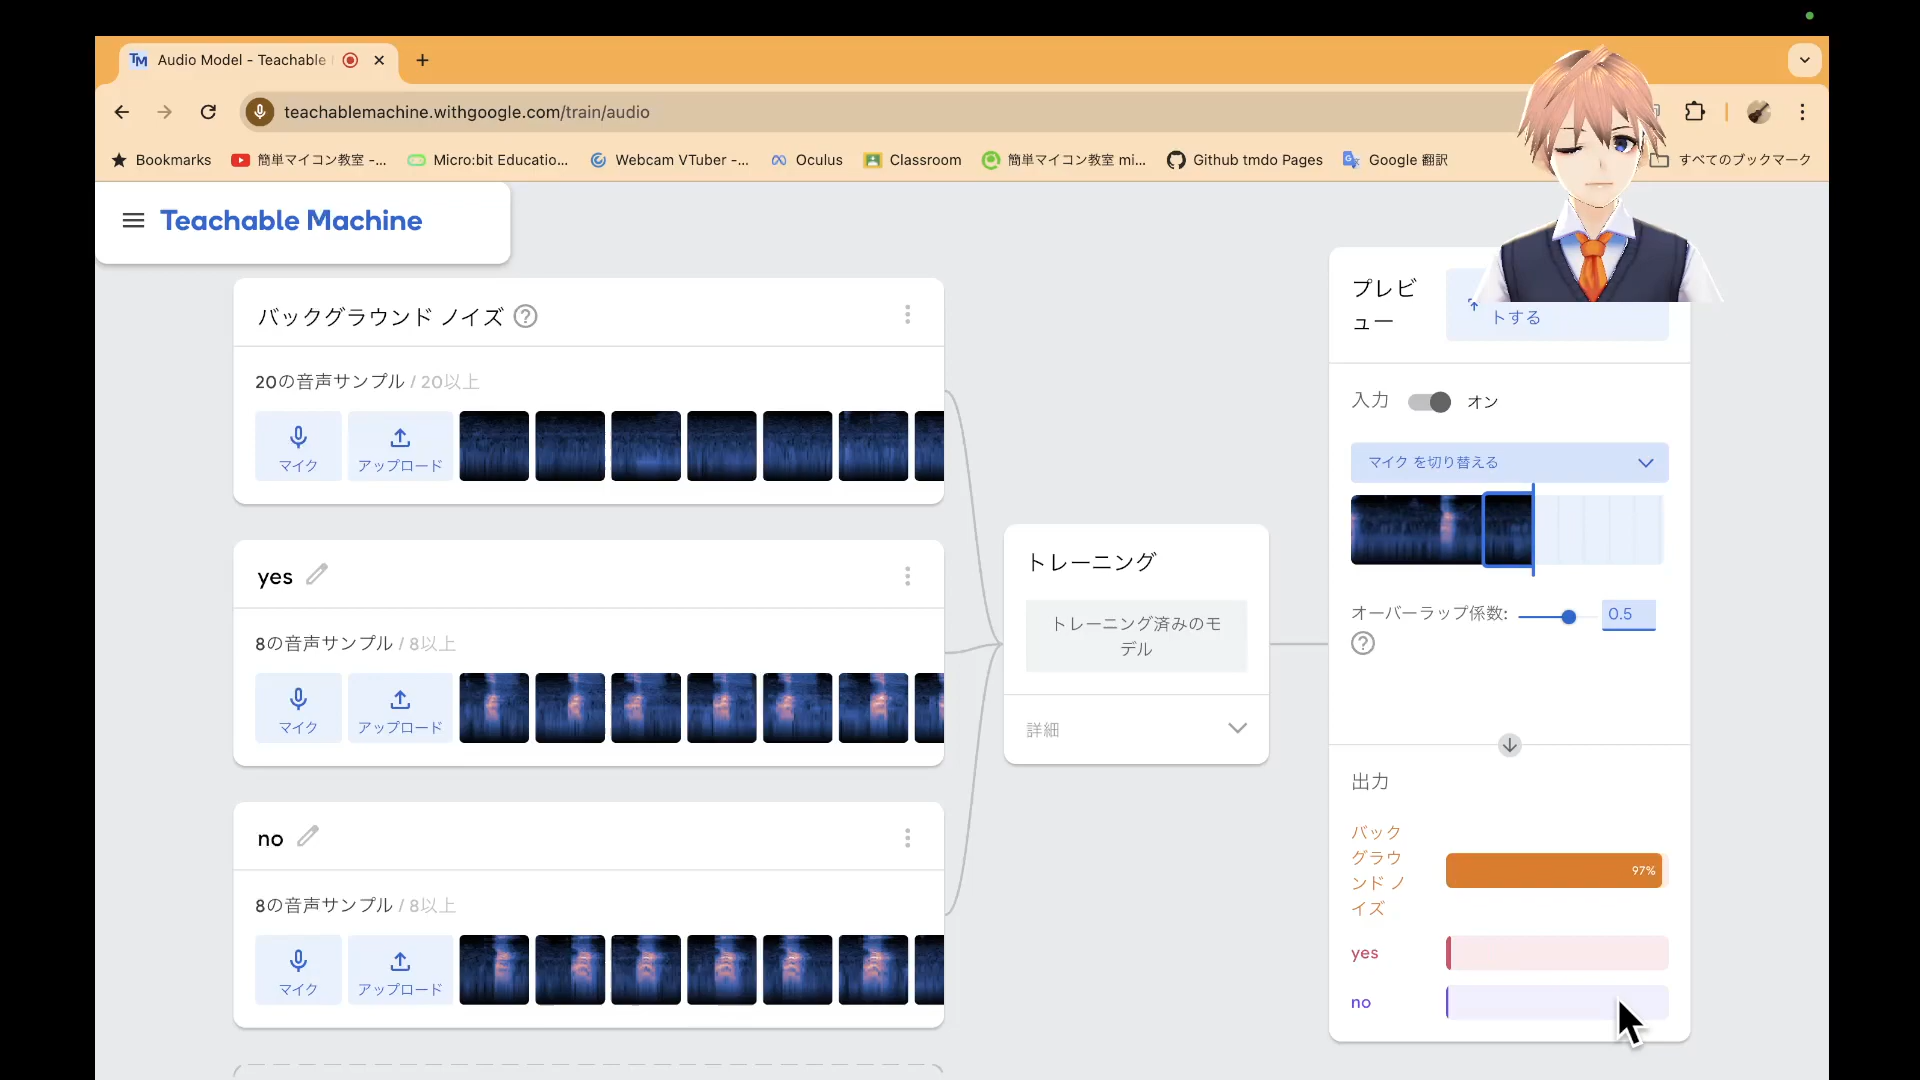 Audio Model - Teachable
teachablemachine.withgoogle.com/train/audio
Bookmarks
簡単マイコン教室 -...
Micro:bit Educatio...
Webcam VTuber -...
Oculus
Classroom
簡単マイコン教室 mi...
Github tmdo Pages
Google 翻訳
すべてのブックマーク
Teachable Machine
バックグラウンド ノイズ
20の音声サンプル / 20以上
マイク
アップロード
yes
8の音声サンプル / 8以上
マイク
アップロード
no
8の音声サンプル / 8以上
マイク
アップロード
トレーニング
トレーニング済みのモ
デル
詳細
プレビ
ュー
トする
入力
オン
マイク を切り替える
オーバーラップ係数:
0.5
出力
バック
グラウ
ンド ノ
イズ
97%
yes
no